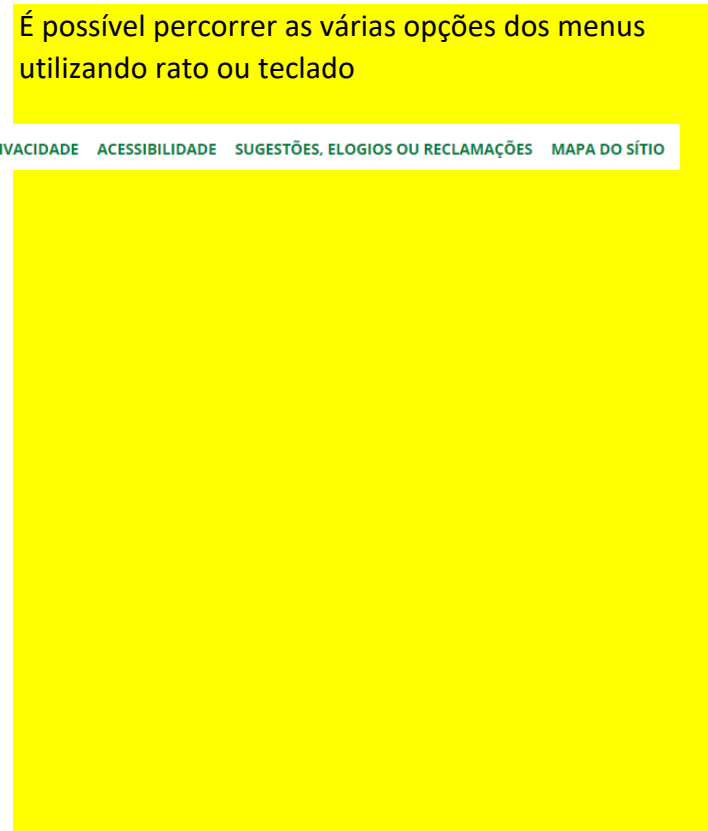 É possível percorrer as várias opções dos menus
utilizando rato ou teclado
IVACIDADE ACESSIBILIDADE SUGESTÕES, ELOGIOS OU RECLAMAÇÕES MAPA DO SÍTIO